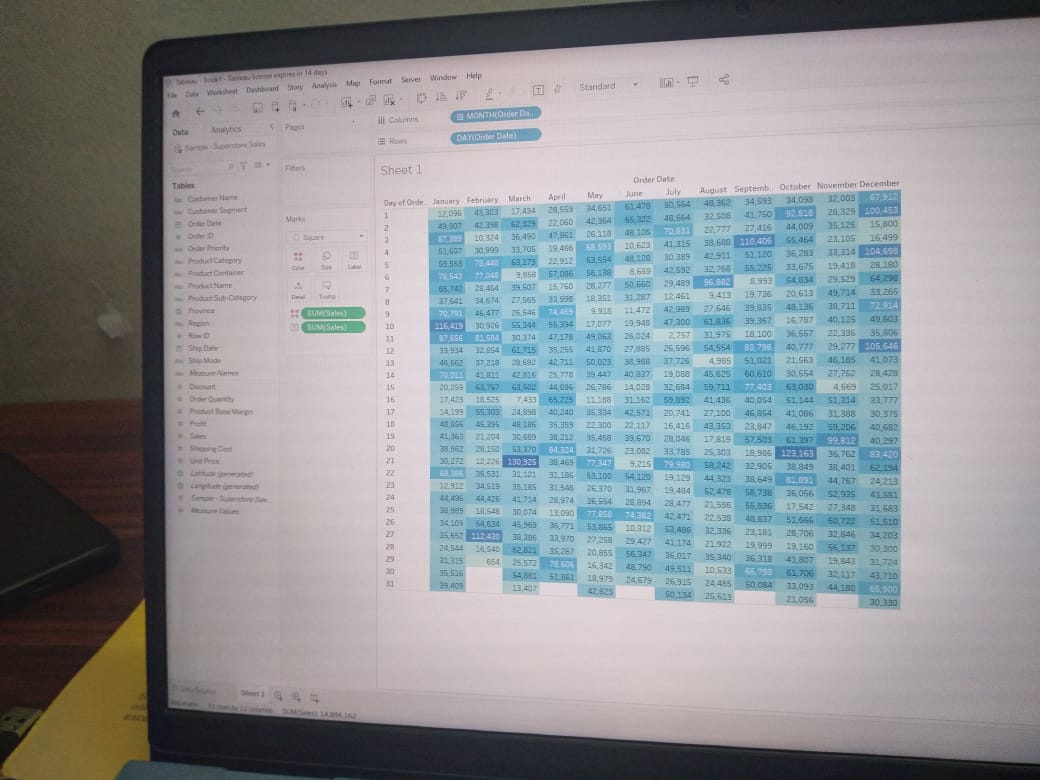 Tableau - Book1 - Tableau license expires in 14 days
File Data Worksheet Dashboard Story Analysis Map Format Server Window Help
Standard
Data Analytics
Pages
Columns MONTH(Order Da..
Rows DAY(Order Date)
Sample - Superstore Sales
Search
Filters
Tables
Customer Name
Customer Segment
Order Date
Order ID
Order Priority
Product Category
Product Container
Product Name
Product Sub-Category
Province
Region
Row ID
Ship Date
Ship Mode
Measure Names
Discount
Order Quantity
Product Base Margin
Profit
Sales
Shipping Cost
Unit Price
Latitude (generated)
Longitude (generated)
Sample - Superstore Sale...
Measure Values
Marks
Square
Color Size Label
Detail Tooltip
SUM(Sales)
SUM(Sales)
Sheet 1
Order Date
Day of Orde.. January February March April May June July August Septemb.. October November December
1 12,096 43,803 17,434 28,559 34,651 61,478 50,564 48,362 34,593 34,098 32,003 67,912
2 49,907 42,398 62,329 22,060 42,364 65,322 48,664 32,508 41,750 92,816 28,329 100,453
3 87,389 10,324 36,490 47,861 26,118 48,105 70,831 22,777 27,416 44,009 35,125 15,800
4 51,607 30,999 33,705 19,466 68,593 10,623 41,315 38,688 110,406 55,464 23,105 16,499
5 59,553 79,448 63,173 22,912 63,554 48,128 30,389 42,911 51,120 36,283 33,314 104,698
6 78,543 77,048 9,858 57,086 56,138 8,659 42,592 32,768 55,225 33,675 19,418 28,180
7 65,742 28,464 39,507 15,760 28,277 50,660 29,489 96,882 8,993 54,834 29,529 64,296
8 37,641 34,674 27,565 33,998 18,351 31,287 12,461 9,413 19,736 20,613 49,714 33,265
9 70,791 46,477 26,546 74,469 9,918 11,472 42,989 27,646 39,835 48,136 38,711 72,914
10 116,419 30,926 55,344 55,394 17,077 19,948 47,300 61,836 39,367 16,787 40,125 49,603
11 87,656 81,584 30,374 47,178 49,063 26,024 2,757 31,975 18,100 36,557 22,336 35,806
12 33,934 32,854 61,715 35,255 41,870 27,885 26,596 54,554 83,798 40,777 29,277 105,646
13 46,662 37,218 28,692 42,711 50,023 38,988 37,726 4,985 51,021 21,563 46,185 41,073
14 70,011 41,811 42,816 25,778 39,447 40,837 19,088 45,625 60,610 30,554 27,752 28,428
15 20,259 63,757 63,502 44,896 26,786 14,028 32,684 59,711 77,403 63,030 4,669 25,017
16 17,423 18,525 7,433 65,225 11,188 31,162 59,892 41,436 40,054 51,144 51,314 33,777
17 14,199 55,303 24,898 40,240 35,334 42,571 20,741 27,100 46,854 41,086 31,388 30,375
18 48,856 45,395 48,186 35,359 22,300 22,117 16,416 43,353 23,847 46,192 59,206 40,682
19 41,363 21,204 30,669 38,212 35,458 39,670 28,046 17,819 57,503 61,397 99,812 40,297
20 38,562 28,150 53,370 84,324 31,726 23,082 33,785 25,303 18,986 123,163 36,762 83,420
21 30,272 12,226 130,925 38,469 77,347 9,215 79,980 58,242 32,905 38,849 38,401 62,194
22 68,386 36,531 31,121 31,186 53,100 54,120 19,129 44,323 38,649 81,891 44,767 24,213
23 12,912 34,519 35,185 31,546 26,370 31,967 19,484 52,478 58,738 36,056 52,935 43,581
24 44,496 44,426 41,714 28,974 36,554 28,894 28,477 21,556 55,836 17,542 27,348 31,683
25 38,989 18,548 30,074 13,090 77,858 74,382 42,471 22,538 48,837 51,666 60,722 51,510
26 34,109 54,634 45,969 36,771 53,865 10,312 53,486 32,336 23,181 28,706 32,846 34,203
27 35,652 112,430 38,386 33,970 27,258 29,427 41,174 21,922 19,999 19,160 56,137 30,300
28 24,544 16,540 62,821 35,267 20,855 56,347 36,017 35,340 36,318 41,807 19,843 31,724
29 31,315 654 25,572 78,606 16,342 48,790 49,511 10,533 66,793 61,706 32,117 43,710
30 35,516 54,881 51,861 18,979 24,679 26,915 24,485 50,084 33,093 44,180 65,900
31 39,409 13,407 42,823 50,134 25,613 21,056 30,330
Data Source Sheet 1
31 rows by 12 columns SUM(Sales): 14,895,162